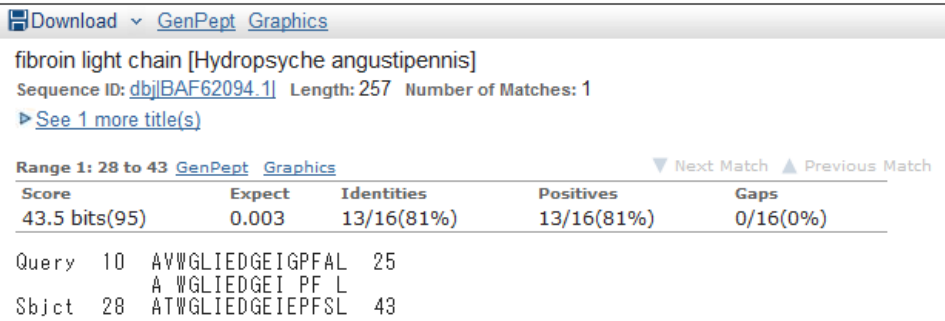 Download GenPept Graphics
fibroin light chain [Hydropsyche angustipennis]
Sequence ID: dbj|BAF62094.1| Length: 257 Number of Matches: 1
See 1 more title(s)
Range 1: 28 to 43 GenPept Graphics Next Match Previous Match
Score Expect Identities Positives Gaps
43.5 bits(95) 0.003 13/16(81%) 13/16(81%) 0/16(0%)
Query 10 AVWGLIEDGEIGPFAL 25
A WGLIEDGEI PF L
Sbjct 28 ATWGLIEDGEIEPFSL 43